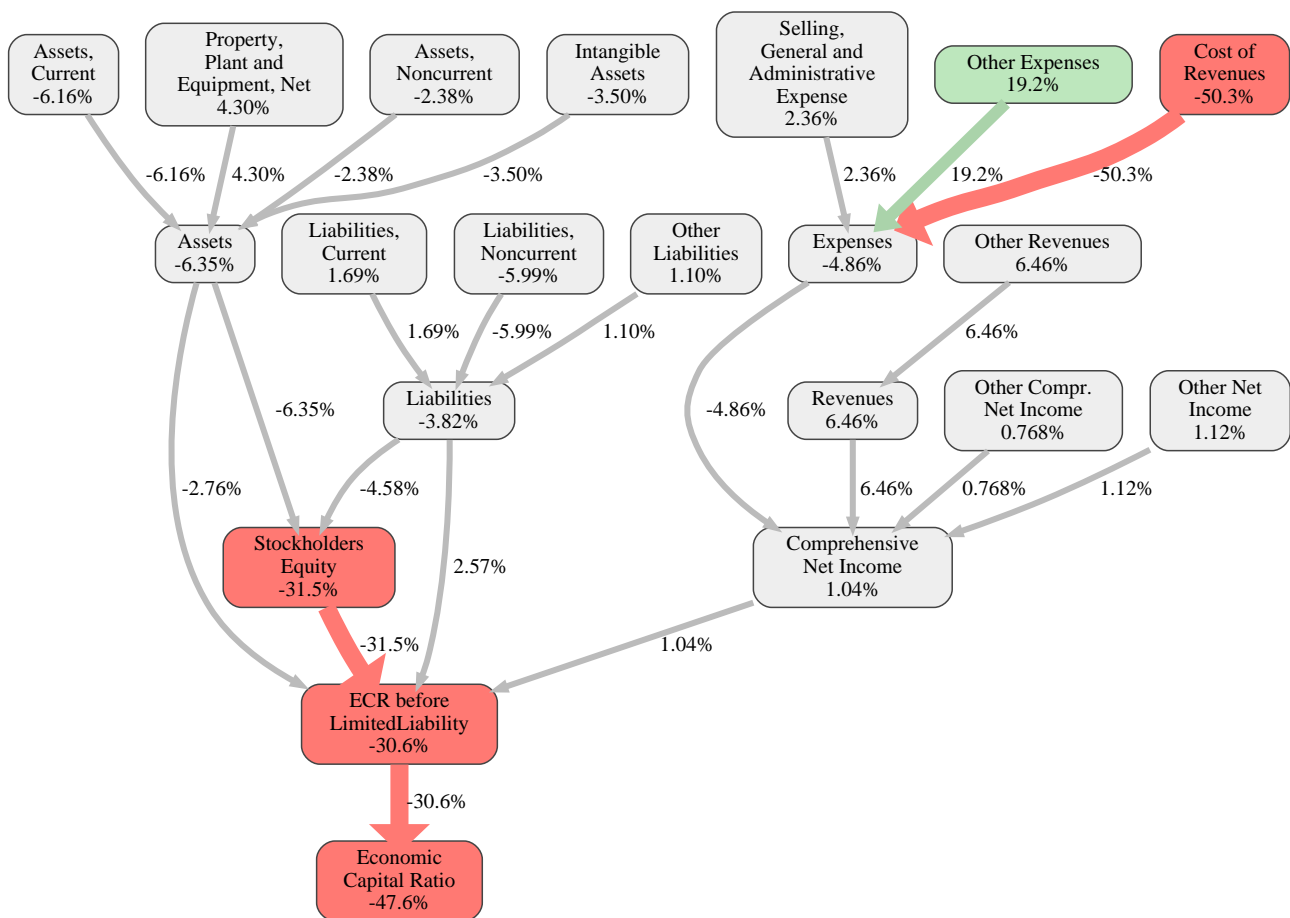 Assets,
Current
-6.16%
Property,
Plant and
Equipment, Net
4.30%
Assets,
Noncurrent
-2.38%
Intangible
Assets
-3.50%
Selling,
General and
Administrative
Expense
2.36%
Other Expenses
19.2%
Cost of
Revenues
-50.3%
-6.16%
4.30%
-2.38%
-3.50%
2.36%
19.2%
-50.3%
Assets
-6.35%
Liabilities,
Current
1.69%
Liabilities,
Noncurrent
-5.99%
Other
Liabilities
1.10%
Expenses
-4.86%
Other Revenues
6.46%
1.69%
-5.99%
1.10%
6.46%
-6.35%
Liabilities
-3.82%
-4.86%
Revenues
6.46%
Other Compr.
Net Income
0.768%
Other Net
Income
1.12%
-2.76%
-4.58%
6.46%
0.768%
1.12%
Stockholders
Equity
-31.5%
2.57%
Comprehensive
Net Income
1.04%
-31.5%
1.04%
ECR before
LimitedLiability
-30.6%
-30.6%
Economic
Capital Ratio
-47.6%